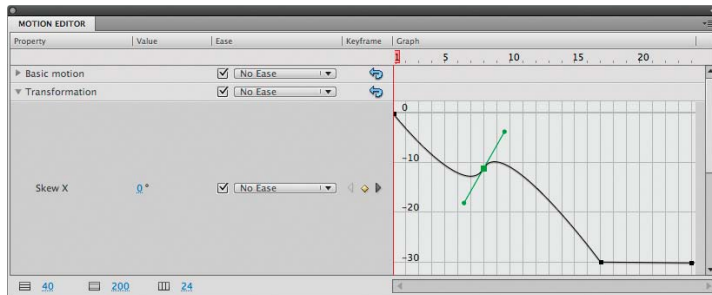 MOTION EDITOR
Property Value Ease Keyframe Graph
1 5 10 15 20
Basic motion No Ease
Transformation No Ease
0
-10
Skew X 0° No Ease
-20
-30
40 200 24